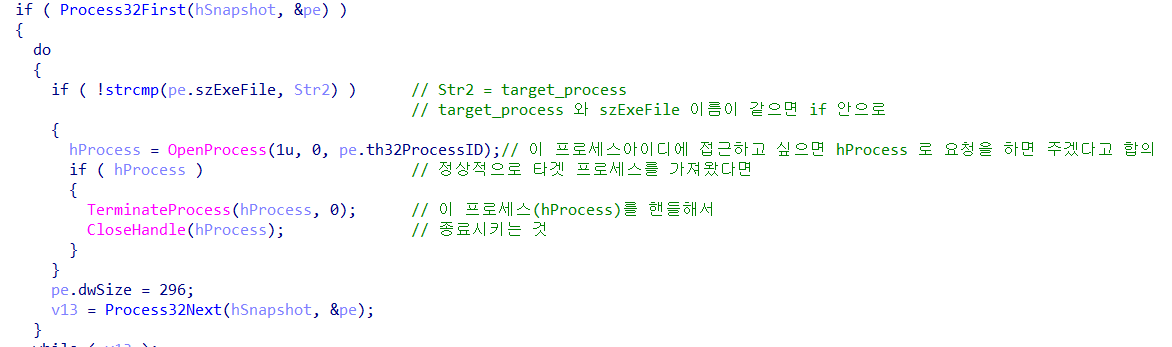 if ( Process32First(hSnapshot, &pe) )
{
do
{
if ( !strcmp(pe.szExeFile, Str2) ) // Str2 = target_process
// target_process 와 szExeFile 이름이 같으면 if 안으로
{
hProcess = OpenProcess(1u, 0, pe.th32ProcessID);// 이 프로세스아이디에 접근하고 싶으면 hProcess 로 요청을 하면 주겠다고 합의
if ( hProcess ) // 정상적으로 타겟 프로세스를 가져왔다면
{
TerminateProcess(hProcess, 0); // 이 프로세스(hProcess)를 핸들해서
CloseHandle(hProcess); // 종료시키는 것
}
}
pe.dwSize = 296;
v13 = Process32Next(hSnapshot, &pe);
}
while ( v13 );